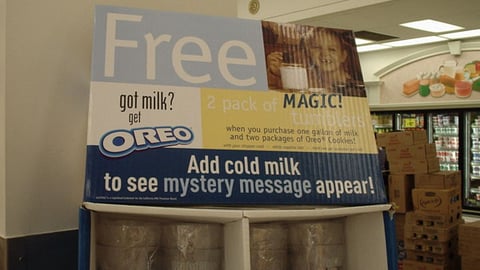 Free
got milk?
get
OREO
2 pack of MAGIC!
tumblers
when you purchase one gallon of milk
and two packages of Oreo® Cookies!
Add cold milk
to see mystery message appear!